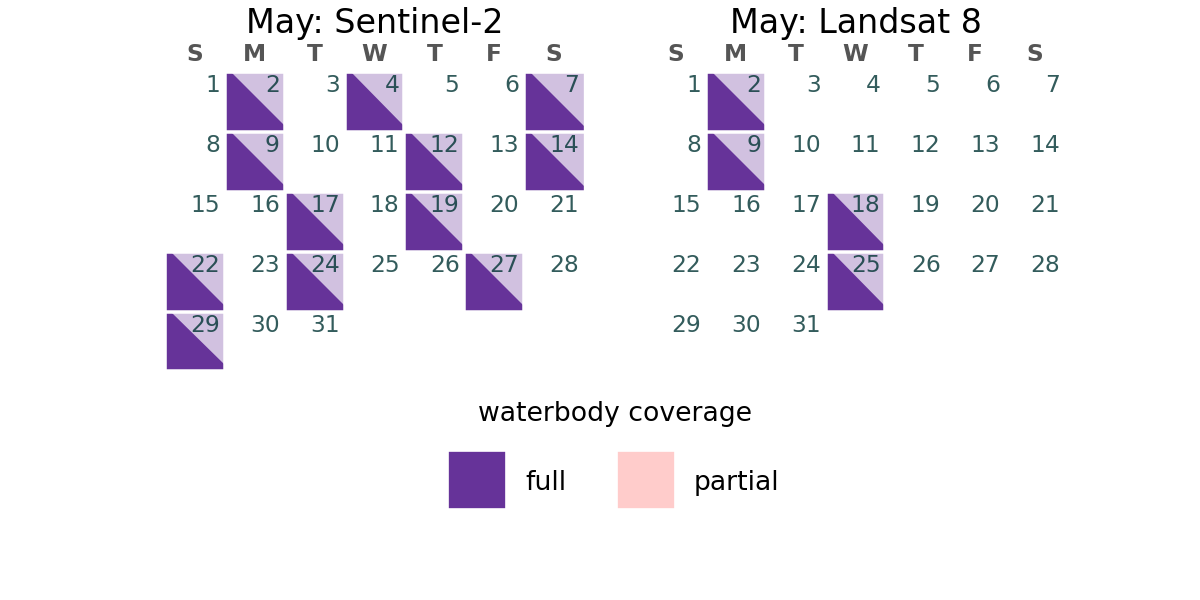 May: Sentinel-2
S M T W T F S
1 2 3 4 5 6 7
8 9 10 11 12 13 14
15 16 17 18 19 20 21
22 23 24 25 26 27 28
29 30 31
May: Landsat 8
S M T W T F S
1 2 3 4 5 6 7
8 9 10 11 12 13 14
15 16 17 18 19 20 21
22 23 24 25 26 27 28
29 30 31
waterbody coverage
full partial